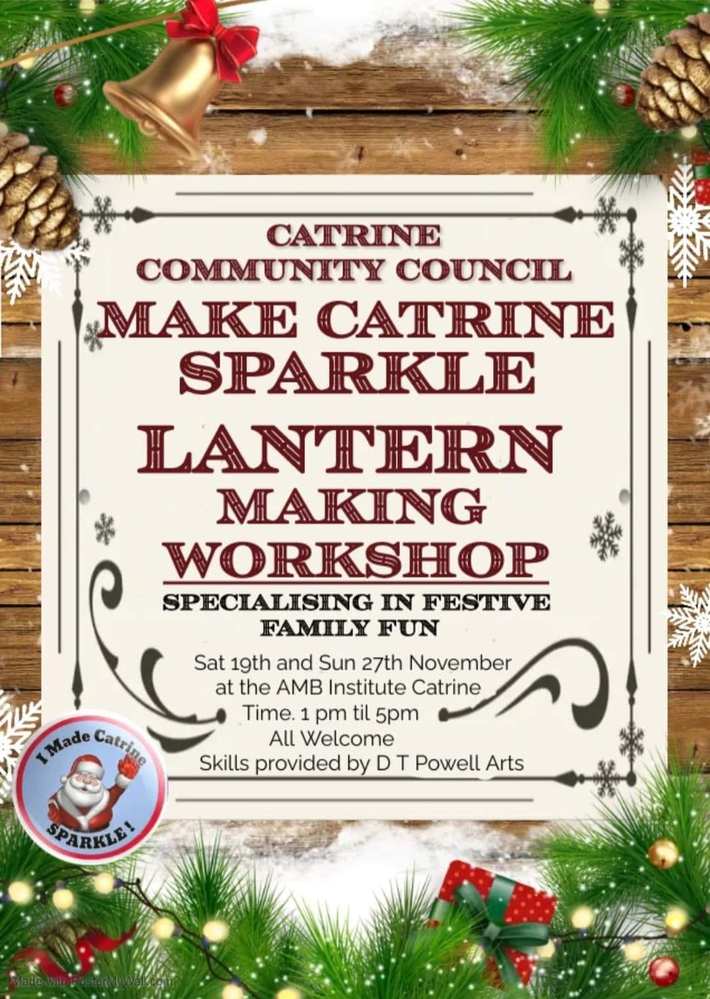 CATRINE
COMMUNITY COUNCIL
MAKE CATRINE
SPARKLE
LANTERN
MAKING
WORKSHOP
SPECIALISING IN FESTIVE
FAMILY FUN
Sat 19th and Sun 27th November
at the AMB Institute Catrine
Time. 1 pm til 5pm
All Welcome
Skills provided by D T Powell Arts
I Made Catrine
SPARKLE!
Made with PosterMyWall.com